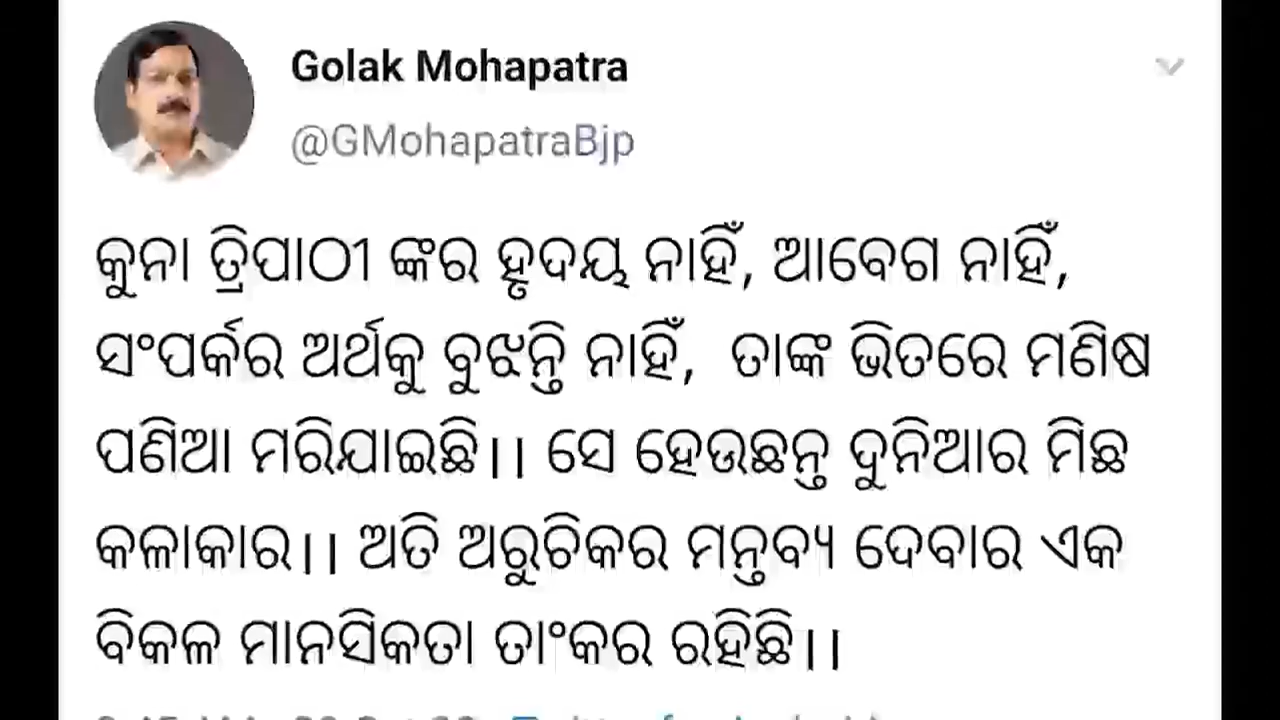 Golak Mohapatra
@GMohapatraBjp
କୁନା ତ୍ରିପାଠୀ ଙ୍କର ହୃଦୟ ନାହିଁ, ଆବେଗ ନାହିଁ,
ସଂପର୍କର ଅର୍ଥକୁ ବୁଝନ୍ତି ନାହିଁ, ତାଙ୍କ ଭିତରେ ମଣିଷ
ପଣିଆ ମରିଯାଇଛି।। ସେ ହେଉଛନ୍ତ ଦୁନିଆର ମିଛ
କଳାକାର।। ଅତି ଅରୁଚିକର ମନ୍ତବ୍ୟ ଦେବାର ଏକ
ବିକଳ ମାନସିକତା ତାଂକର ରହିଛି।।